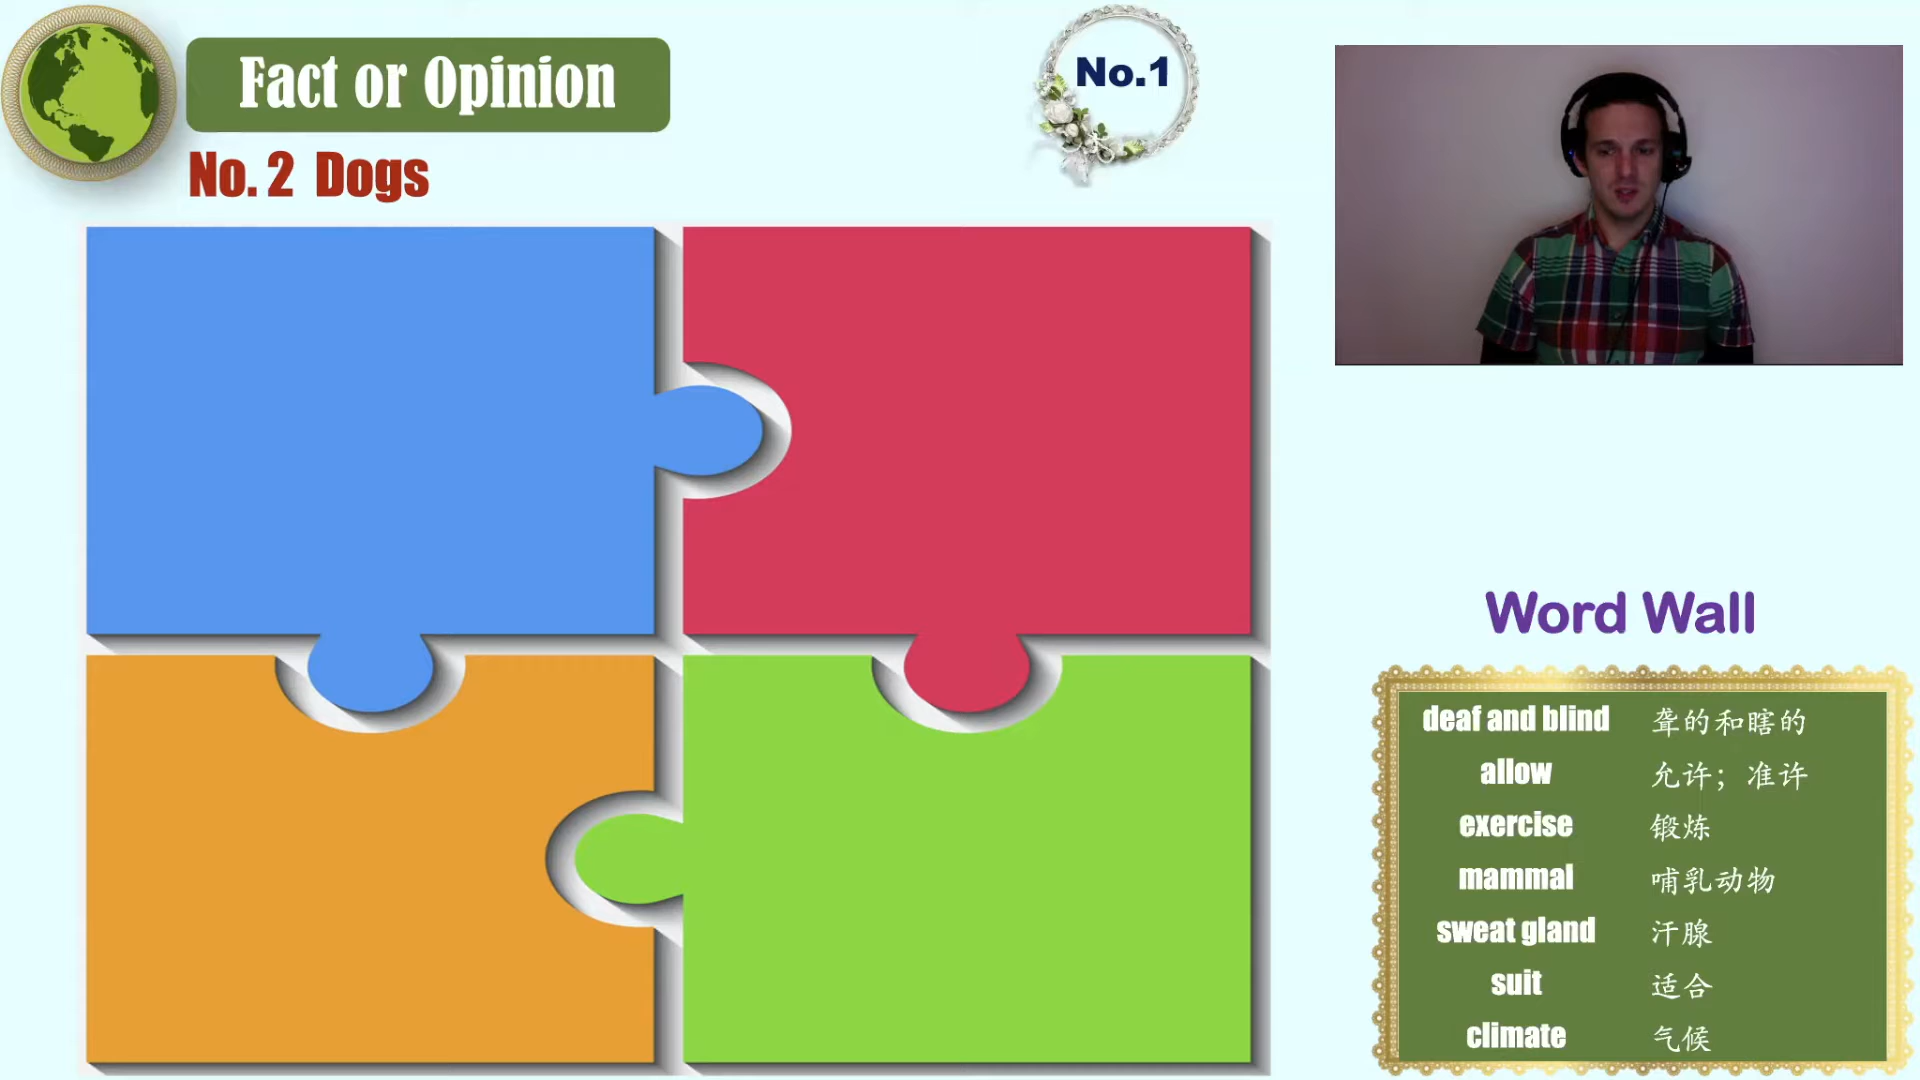 Fact or Opinion
No. 2 Dogs
No.1
Word Wall
deaf and blind 聋的和瞎的
allow 允许；准许
exercise 锻炼
mammal 哺乳动物
sweat gland 汗腺
suit 适合
climate 气候